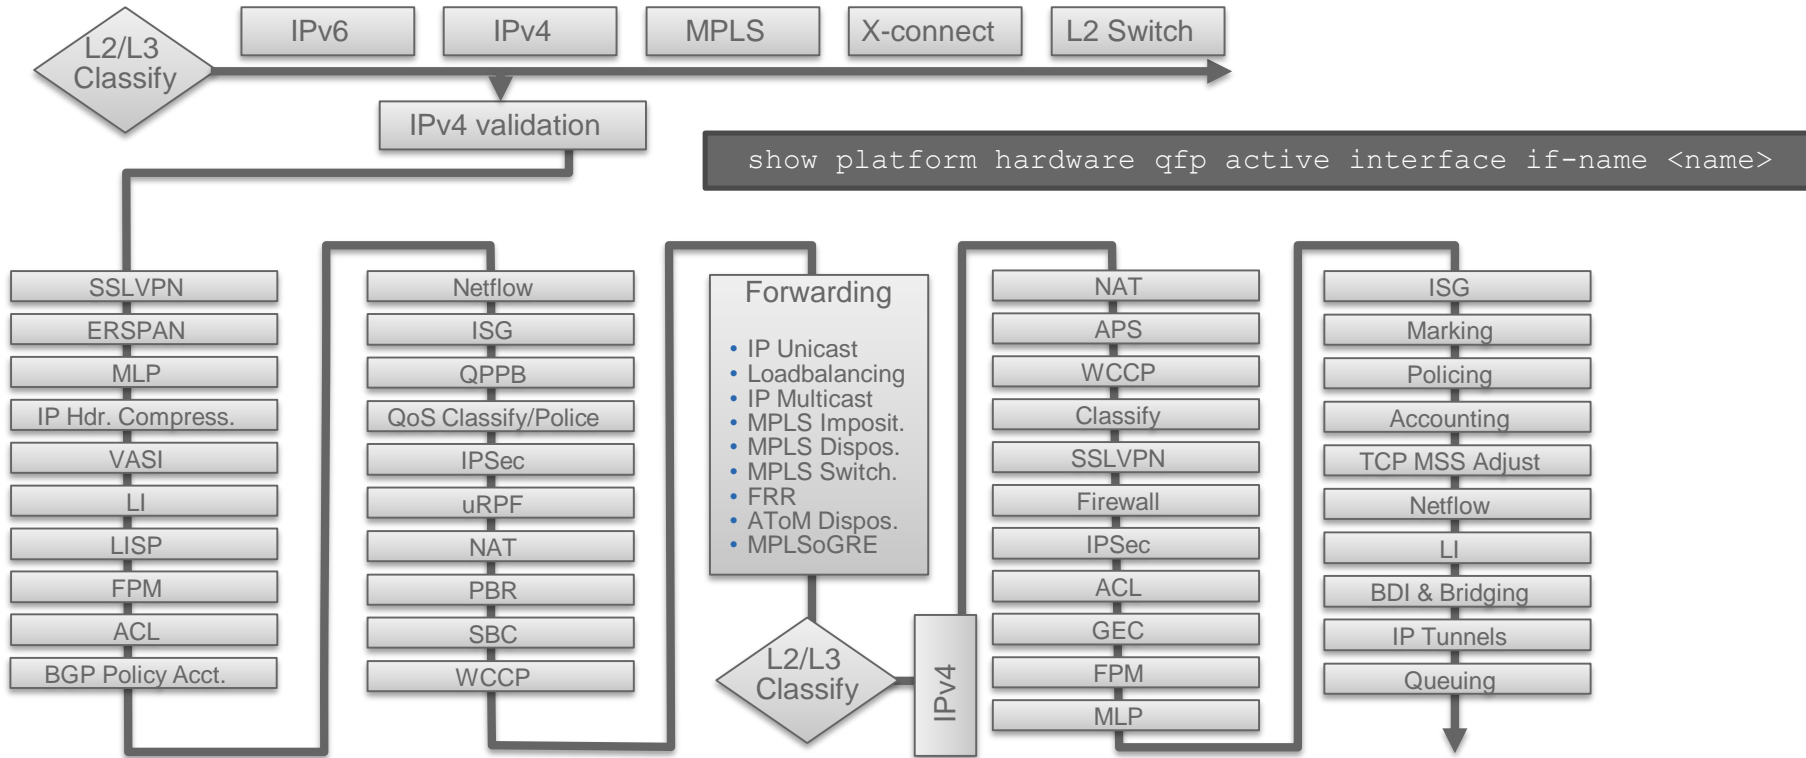 L2/L3
Classify
IPv6
IPv4
MPLS
X-connect
L2 Switch
IPv4 validation
show platform hardware qfp active interface if-name <name>
SSLVPN
ERSPAN
MLP
IP Hdr. Compress.
VASI
LI
LISP
FPM
ACL
BGP Policy Acct.
Netflow
ISG
QPPB
QoS Classify/Police
IPSec
uRPF
NAT
PBR
SBC
WCCP
Forwarding
• IP Unicast
• Loadbalancing
• IP Multicast
• MPLS Imposit.
• MPLS Dispos.
• MPLS Switch.
• FRR
• AToM Dispos.
• MPLSoGRE
L2/L3
Classify
IPv4
NAT
APS
WCCP
Classify
SSLVPN
Firewall
IPSec
ACL
GEC
FPM
MLP
ISG
Marking
Policing
Accounting
TCP MSS Adjust
Netflow
LI
BDI & Bridging
IP Tunnels
Queuing